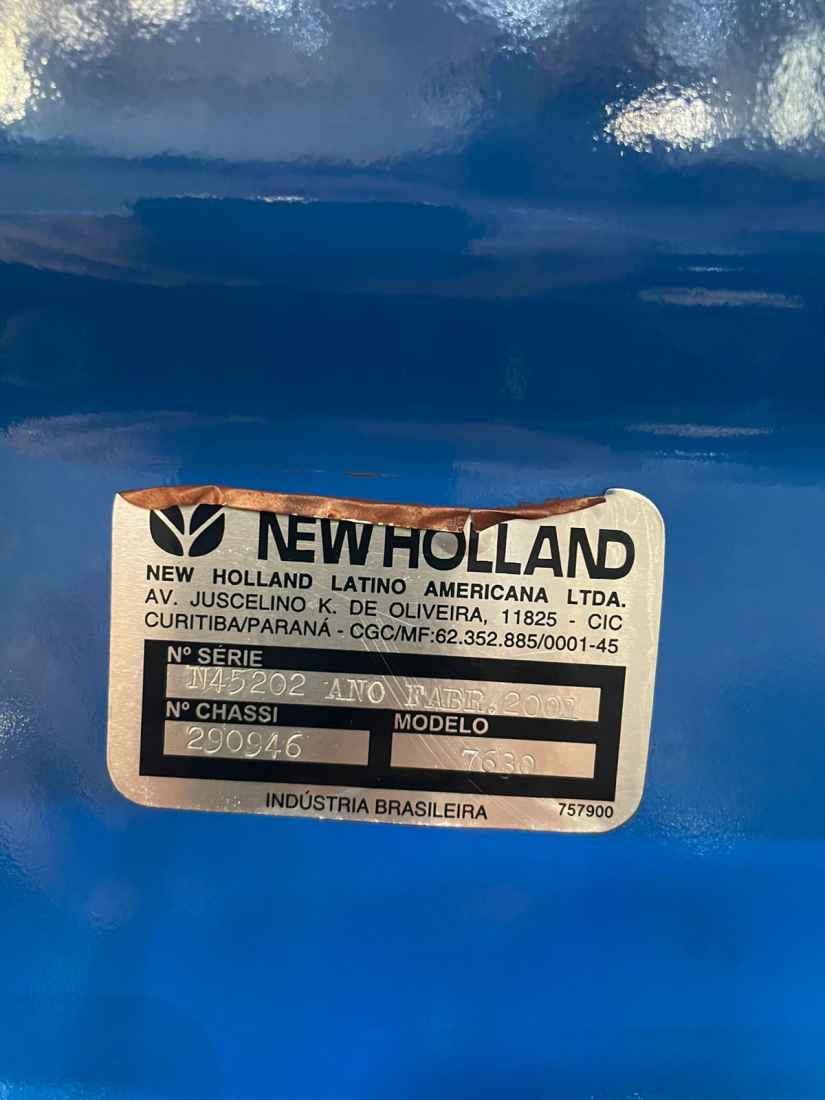 NEW HOLLAND
NEW HOLLAND LATINO AMERICANA LTDA.
AV. JUSCELINO K. DE OLIVEIRA, 11825 - CIC
CURITIBA/PARANÁ - CGC/MF:62.352.885/0001-45
Nº SÉRIE
N45202 ANO FABR.2001
Nº CHASSI
290946
MODELO
7630
INDÚSTRIA BRASILEIRA
757900